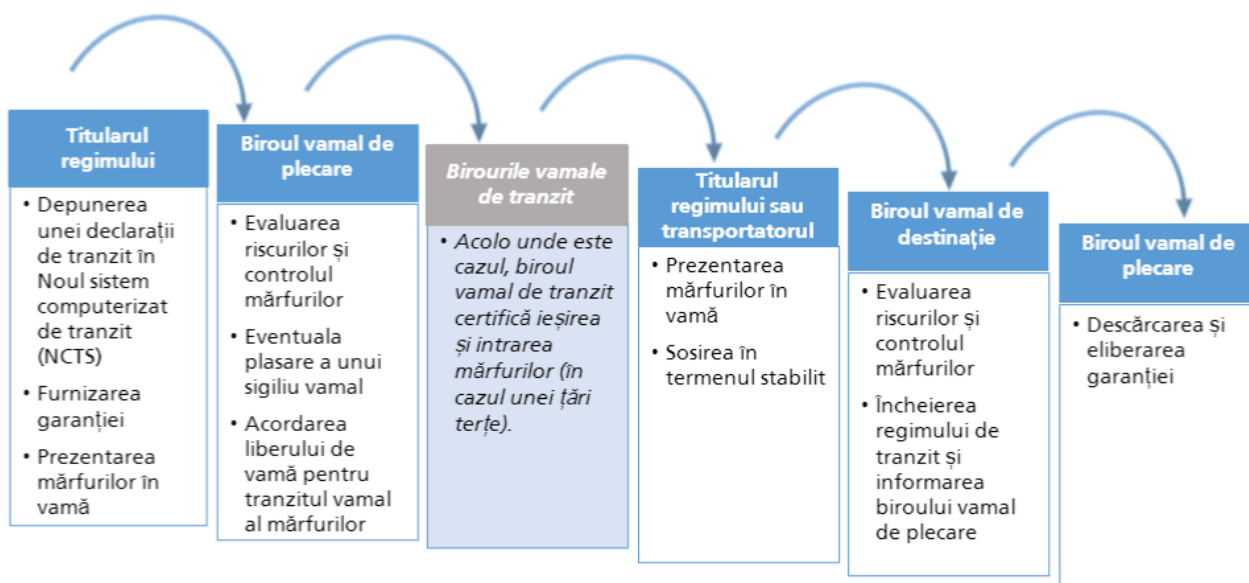 Titularul
regimului
• Depunerea
unei declarații
de tranzit în
Noul sistem
computerizat
de tranzit
(NCTS)
• Furnizarea
garanției
• Prezentarea
mărfurilor în
vamă
Biroul vamal de
plecare
• Evaluarea
riscurilor și
controlul
mărfurilor
• Eventuala
plasare a unui
sigiliu vamal
• Acordarea
liberului de
vamă pentru
tranzitul vamal
al mărfurilor
Birourile vamale
de tranzit
• Acolo unde este
cazul, biroul
vamal de tranzit
certifică ieșirea
și intrarea
mărfurilor (în
cazul unei țări
terțe).
Titularul
regimului sau
transportatorul
• Prezentarea
mărfurilor în
vamă
• Sosirea în
termenul stabilit
Biroul vamal de
destinație
• Evaluarea
riscurilor și
controlul
mărfurilor
• Încheierea
regimului de
tranzit și
informarea
biroului vamal
de plecare
Biroul vamal de
plecare
• Descărcarea și
eliberarea
garanției